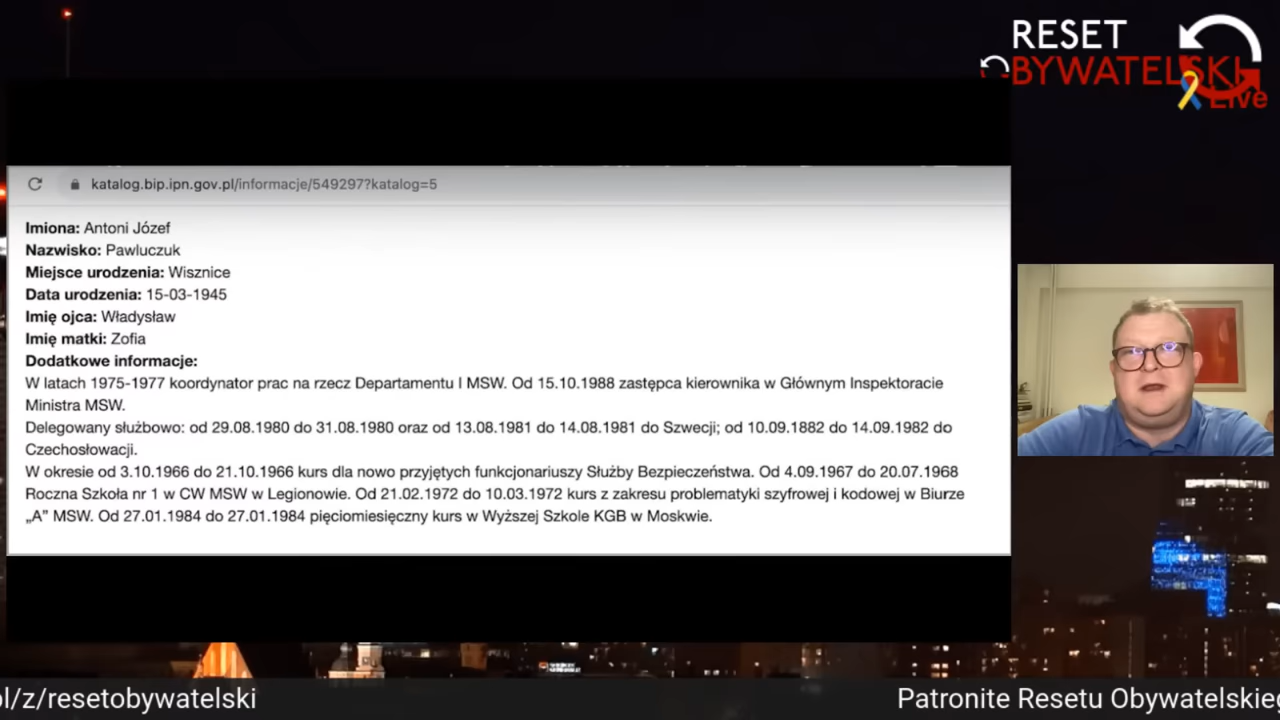 RESET
OBYWATELSKI
Live
katalog.bip.ipn.gov.pl/informacje/549297?katalog=5
Imiona: Antoni Józef
Nazwisko: Pawluczuk
Miejsce urodzenia: Wisznice
Data urodzenia: 15-03-1945
Imię ojca: Władysław
Imię matki: Zofia
Dodatkowe informacje:
W latach 1975-1977 koordynator prac na rzecz Departamentu I MSW. Od 15.10.1988 zastępca kierownika w Głównym Inspektoracie
Ministra MSW.
Delegowany służbowo: od 29.08.1980 do 31.08.1980 oraz od 13.08.1981 do 14.08.1981 do Szwecji; od 10.09.1882 do 14.09.1982 do
Czechosłowacji.
W okresie od 3.10.1966 do 21.10.1966 kurs dla nowo przyjętych funkcjonariuszy Służby Bezpieczeństwa. Od 4.09.1967 do 20.07.1968
Roczna Szkoła nr 1 w CW MSW w Legionowie. Od 21.02.1972 do 10.03.1972 kurs z zakresu problematyki szyfrowej i kodowej w Biurze
„A” MSW. Od 27.01.1984 do 27.01.1984 pięciomiesięczny kurs w Wyższej Szkole KGB w Moskwie.
pl/z/resetobywatelski
Patronite Resetu Obywatelskieg